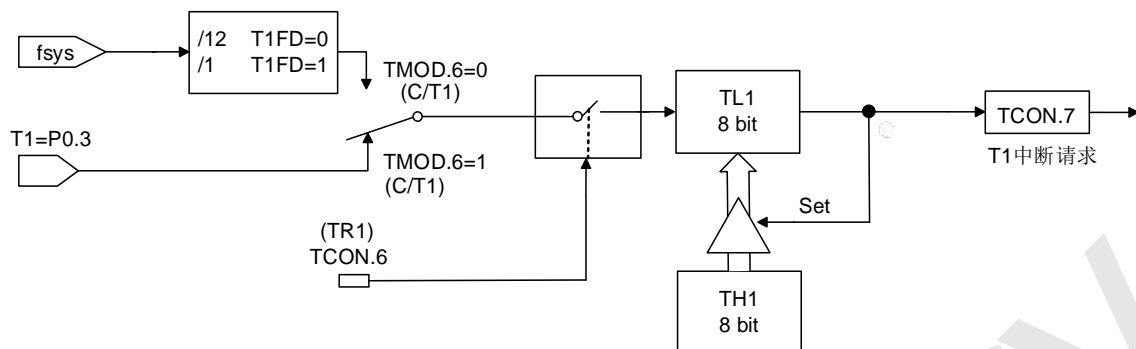 fsys
/12 T1FD=0
/1 T1FD=1
TMOD.6=0
(C/T1)
T1=P0.3
TMOD.6=1
(C/T1)
(TR1)
TCON.6
TL1
8 bit
TCON.7
T1中断请求
Set
TH1
8 bit